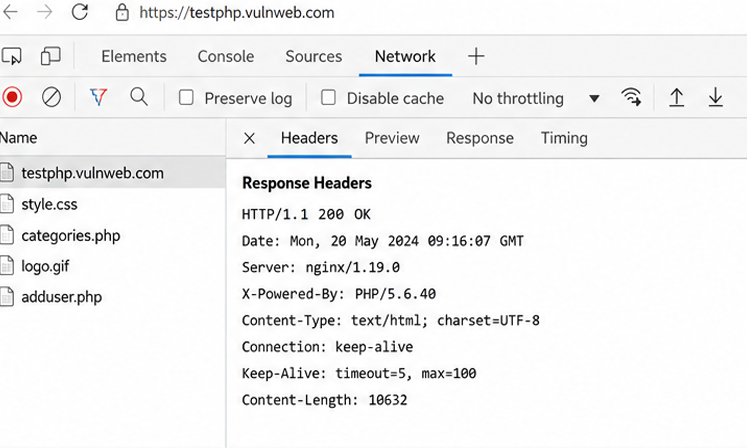 https://testphp.vulnweb.com
Elements Console Sources Network
Preserve log Disable cache No throttling
Name
Headers Preview Response Timing
testphp.vulnweb.com
style.css
categories.php
logo.gif
adduser.php
Response Headers
HTTP/1.1 200 OK
Date: Mon, 20 May 2024 09:16:07 GMT
Server: nginx/1.19.0
X-Powered-By: PHP/5.6.40
Content-Type: text/html; charset=UTF-8
Connection: keep-alive
Keep-Alive: timeout=5, max=100
Content-Length: 10632